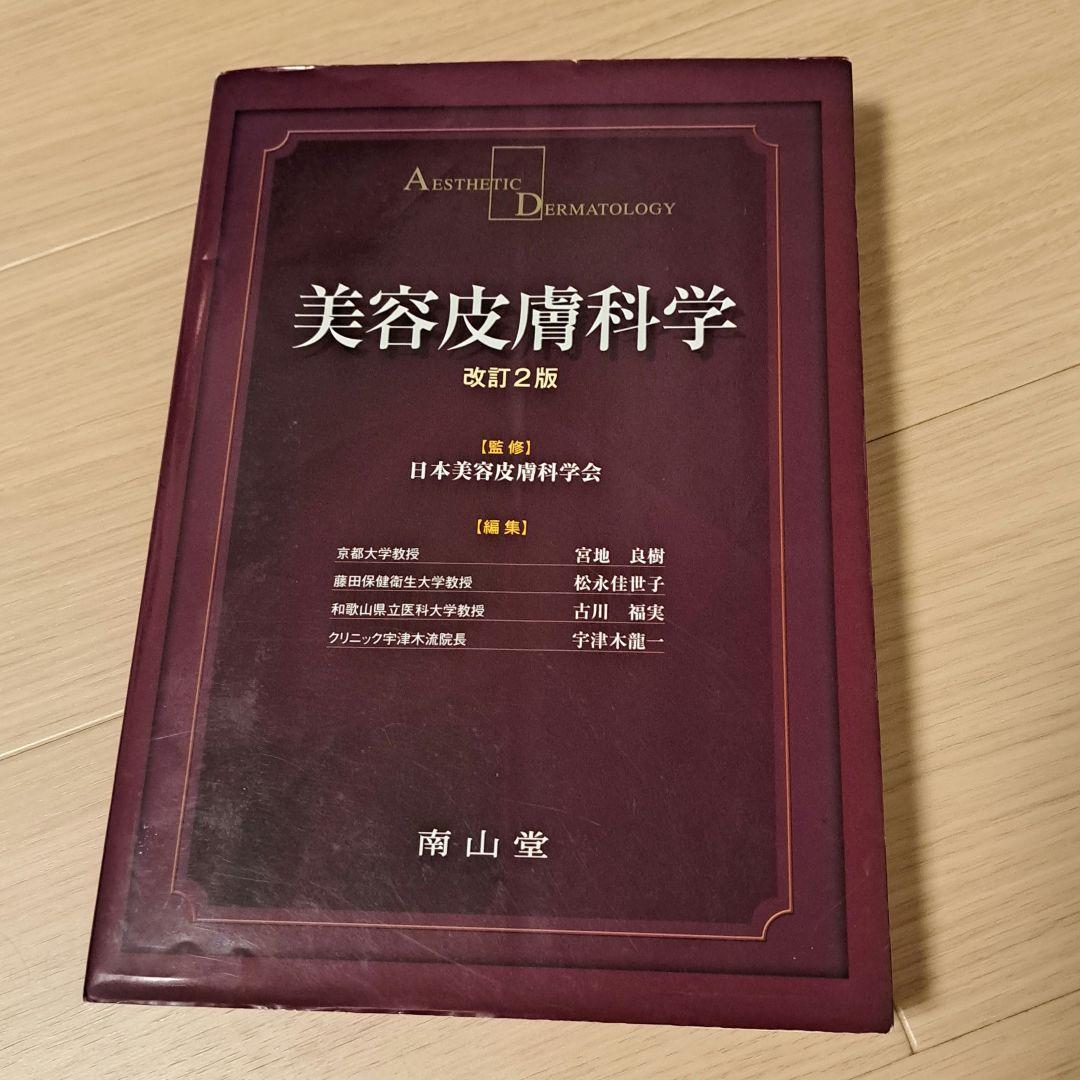 AESTHETIC
DERMATOLOGY
美容皮膚科学
改訂2版
【監修】
日本美容皮膚科学会
【編集】
京都大学教授 宮地 良樹
藤田保健衛生大学教授 松永佳世子
和歌山県立医科大学教授 古川 福実
クリニック宇津木流院長 宇津木龍一
南山堂